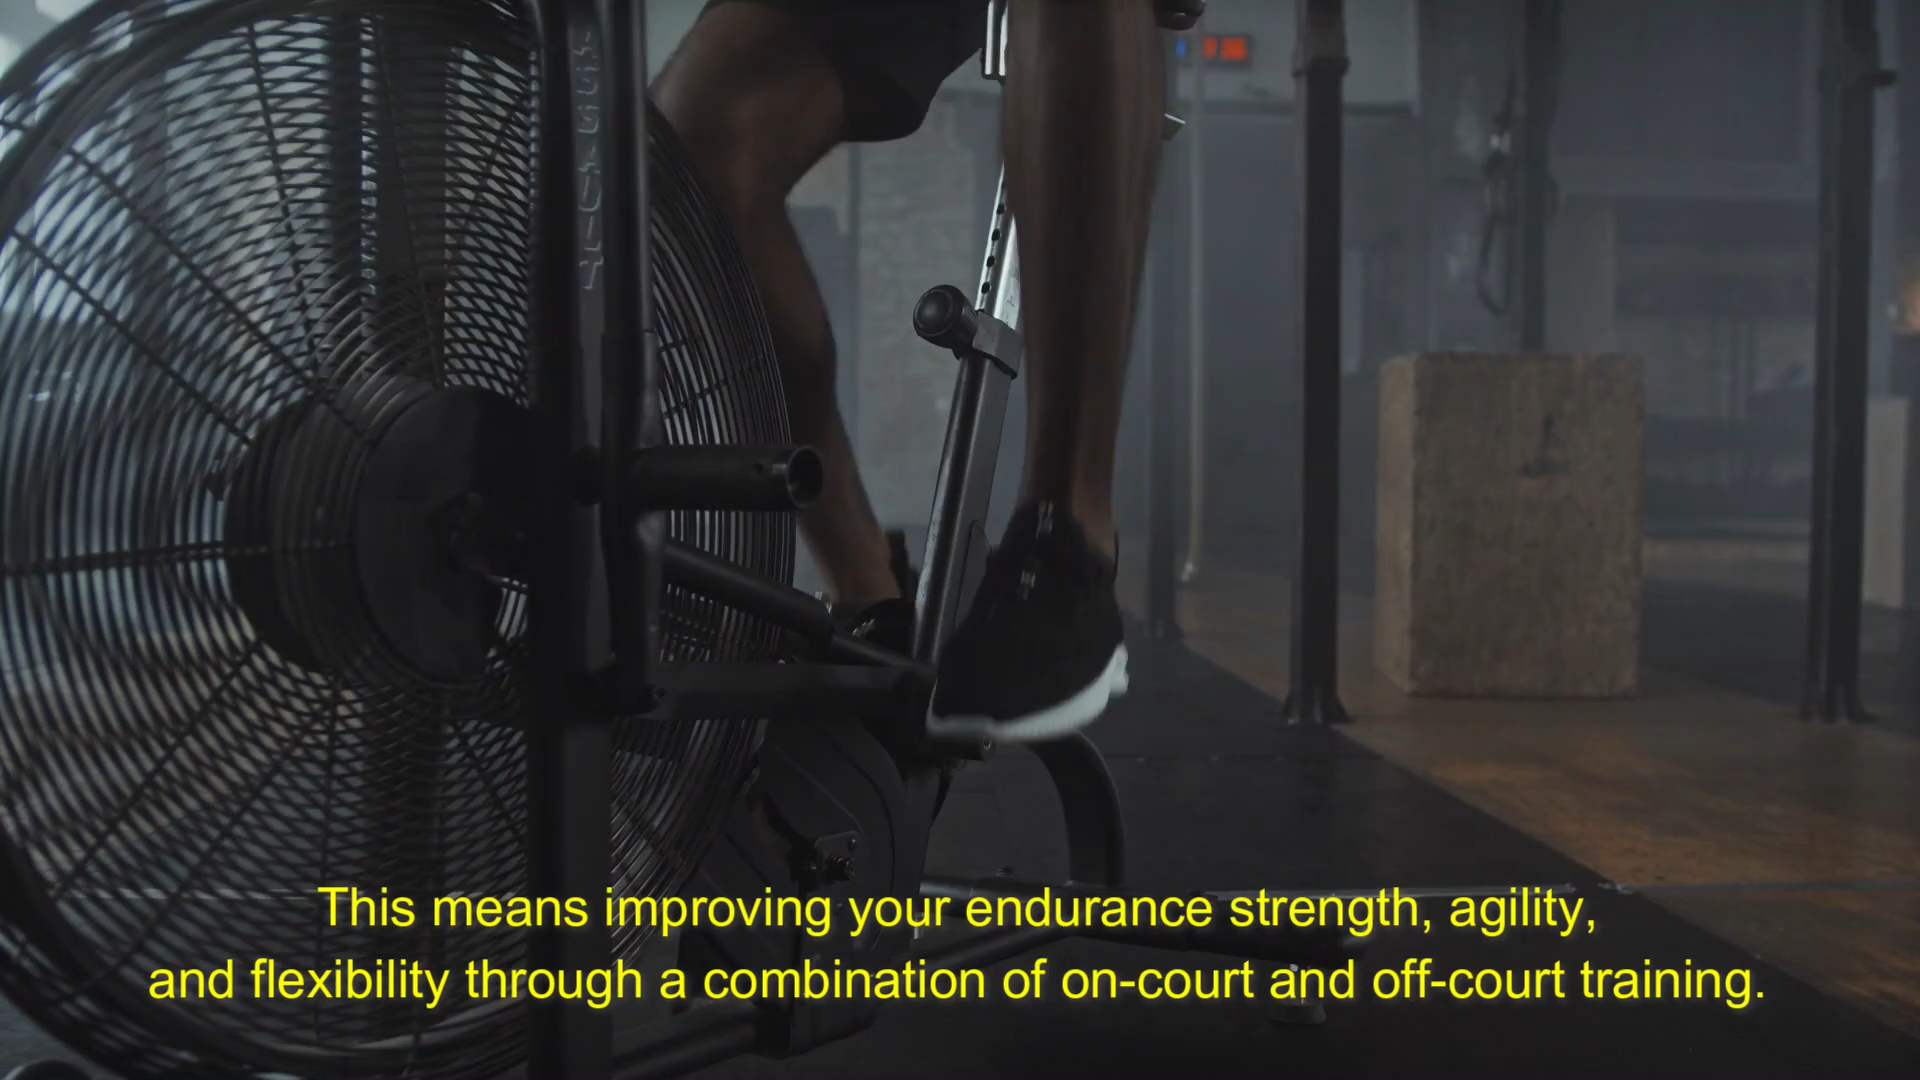 This means improving your endurance strength, agility,
and flexibility through a combination of on-court and off-court training.